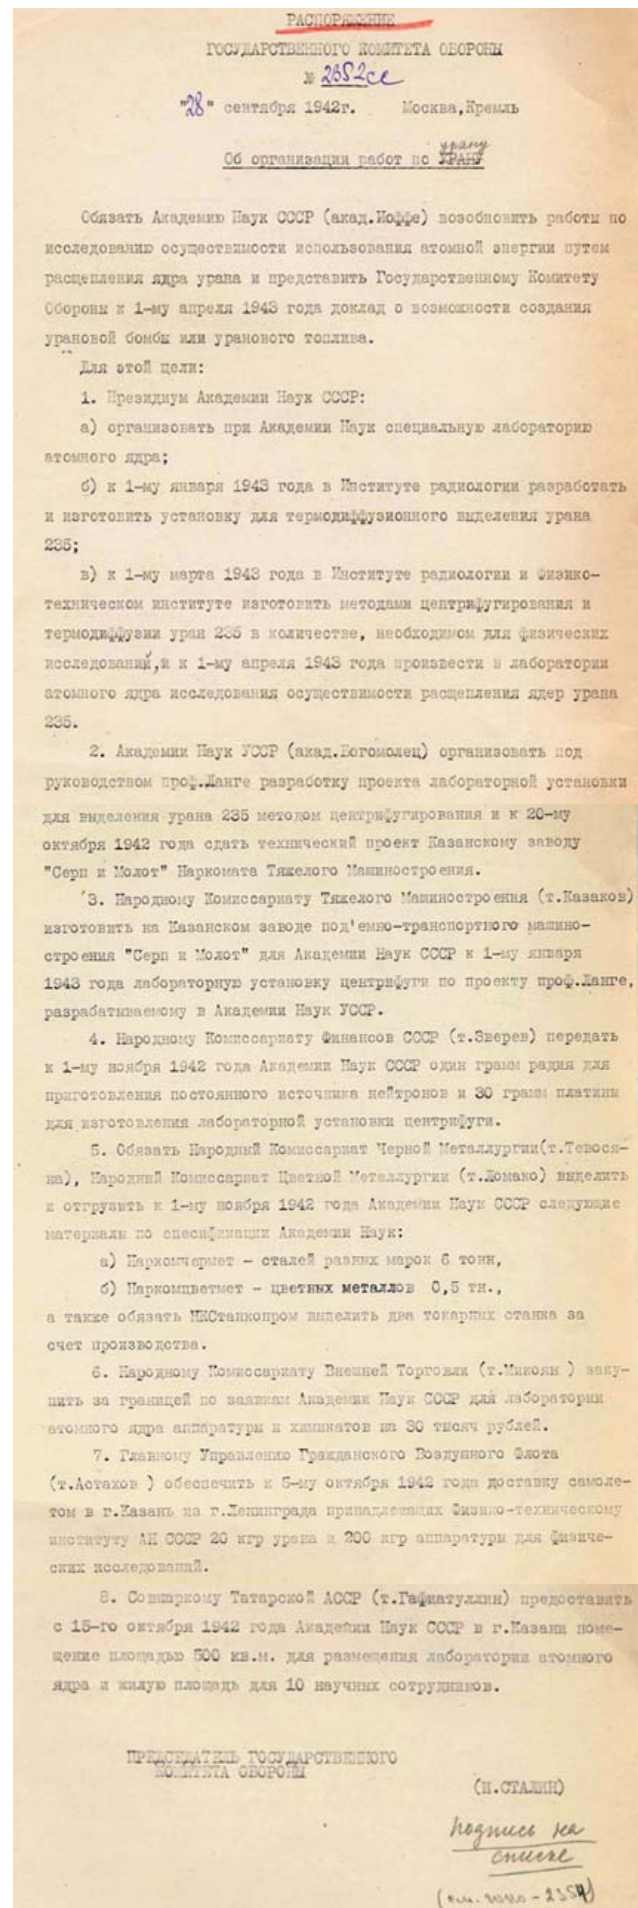 РАСПОРЯЖЕНИЕ
ГОСУДАРСТВЕННОГО КОМИТЕТА ОБОРОНЫ
№ 2352сс
"28" сентября 1942г. Москва,Кремль
урану
Об организации работ по УРАНУ
Обязать Академию Наук СССР (акад.Иоффе) возобновить работы по
исследованию осуществимости использования атомной энергии путем
расщепления ядра урана и представить Государственному Комитету
Обороны к 1-му апреля 1943 года доклад о возможности создания
урановой бомбы или уранового топлива.
Для этой цели:
1. Президиум Академии Наук СССР:
а) организовать при Академии Наук специальную лабораторию
атомного ядра;
б) к 1-му января 1943 года в Институте радиологии разработать
и изготовить установку для термодиффузионного выделения урана
235;
в) к 1-му марта 1943 года в Институте радиологии и Физико-
техническом институте изготовить методами центрифугирования и
термодиффузии уран 235 в количестве, необходимом для физических
исследований,и к 1-му апреля 1943 года произвести в лаборатории
атомного ядра исследования осуществимости расщепления ядер урана
235.
2. Академии Наук УССР (акад.Богомолец) организовать под
руководством проф.Ланге разработку проекта лабораторной установки
для выделения урана 235 методом центрифугирования и к 20-му
октября 1942 года сдать технический проект Казанскому заводу
"Серп и Молот" Наркомата Тяжелого Машиностроения.
3. Народному Комиссариату Тяжелого Машиностроения (т.Казаков)
изготовить на Казанском заводе под'емно-транспортного машино-
строения "Серп и Молот" для Академии Наук СССР к 1-му января
1943 года лабораторную установку центрифуги по проекту проф.Ланге,
разрабатываемому в Академии Наук УССР.
4. Народному Комиссариату Финансов СССР (т.Зверев) передать
к 1-му ноября 1942 года Академии Наук СССР один грамм радия для
приготовления постоянного источника нейтронов и 30 грамм платины
для изготовления лабораторной установки центрифуги.
5. Обязать Народный Комиссариат Черной Металлургии(т.Тевося-
на), Народный Комиссариат Цветной Металлургии (т.Ломако) выделить
и отгрузить к 1-му ноября 1942 года Академии Наук СССР следующие
материалы по спесификации Академии Наук:
а) Наркомчермет - сталей разных марок 6 тонн,
б) Наркомцветмет - цветных металлов 0,5 тн.,
а также обязать НКСтанкопром выделить два токарных станка за
счет производства.
6. Народному Комиссариату Внешней Торговли (т.Микоян ) заку-
пить за границей по заявкам Академии Наук СССР для лаборатории
атомного ядра аппаратуры и химикатов на 30 тысяч рублей.
7. Главному Управлению Гражданского Воздушного Флота
(т.Астахов ) обеспечить к 5-му октября 1942 года доставку самоле-
том в г.Казань из г.Ленинграда принадлежащих Физико-техническому
институту АН СССР 20 кгр урана и 200 кгр аппаратуры для физиче-
ских исследований.
8. Совнаркому Татарской АССР (т.Гафиатуллин) предоставить
с 15-го октября 1942 года Академии Наук СССР в г.Казани поме-
щение площадью 500 кв.м. для размещения лаборатории атомного
ядра и жилую площадь для 10 научных сотрудников.
ПРЕДСЕДАТЕЛЬ ГОСУДАРСТВЕННОГО
КОМИТЕТА ОБОРОНЫ
(И.СТАЛИН)
подпись на
списке